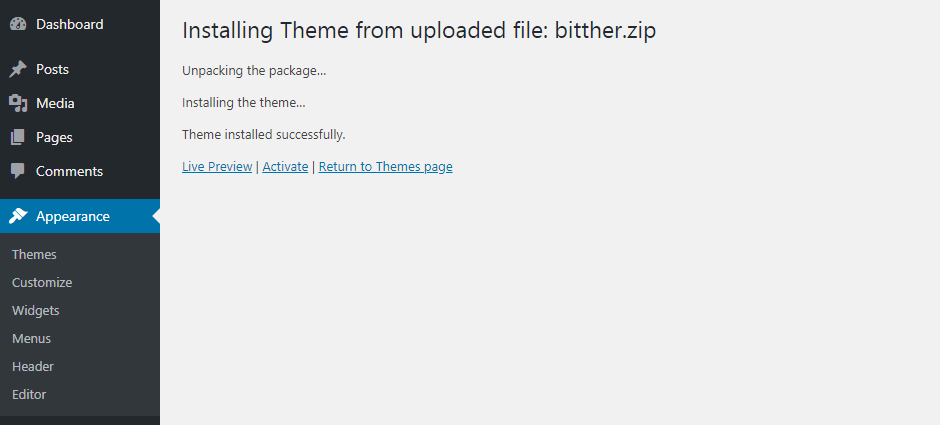 Dashboard
Posts
Media
Pages
Comments
Appearance
Themes
Customize
Widgets
Menus
Header
Editor
Installing Theme from uploaded file: bitther.zip
Unpacking the package…
Installing the theme…
Theme installed successfully.
Live Preview | Activate | Return to Themes page